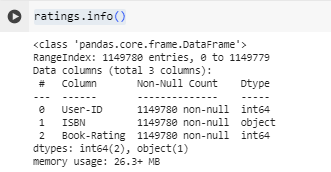 ratings.info()
<class 'pandas.core.frame.DataFrame'>
RangeIndex: 1149780 entries, 0 to 1149779
Data columns (total 3 columns):
 #   Column       Non-Null Count    Dtype
---  ------       --------------    -----
 0   User-ID      1149780 non-null  int64
 1   ISBN         1149780 non-null  object
 2   Book-Rating  1149780 non-null  int64
dtypes: int64(2), object(1)
memory usage: 26.3+ MB